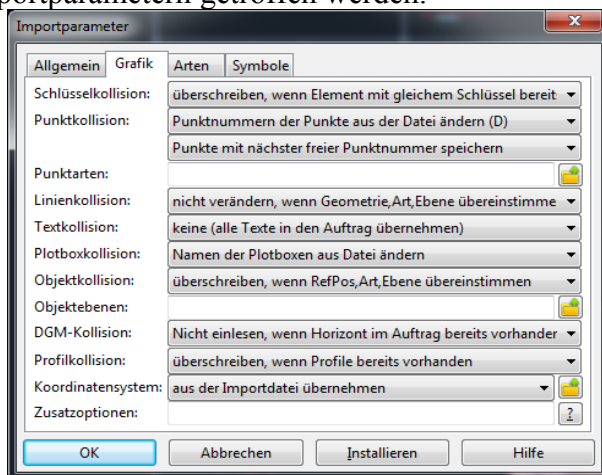 portparametern getroffen werden.
Importparameter
Allgemein Grafik Arten Symbole
Schlüsselkollision: überschreiben, wenn Element mit gleichem Schlüssel bereit
Punktkollision: Punktnummern der Punkte aus der Datei ändern (D)
Punkte mit nächster freier Punktnummer speichern
Punktarten:
Linienkollision: nicht verändern, wenn Geometrie,Art,Ebene übereinstimme
Textkollision: keine (alle Texte in den Auftrag übernehmen)
Plotboxkollision: Namen der Plotboxen aus Datei ändern
Objektkollision: überschreiben, wenn RefPos,Art,Ebene übereinstimmen
Objektebenen:
DGM-Kollision: Nicht einlesen, wenn Horizont im Auftrag bereits vorhander
Profilkollision: überschreiben, wenn Profile bereits vorhanden
Koordinatensystem: aus der Importdatei übernehmen
Zusatzoptionen: ?
OK Abbrechen Installieren Hilfe